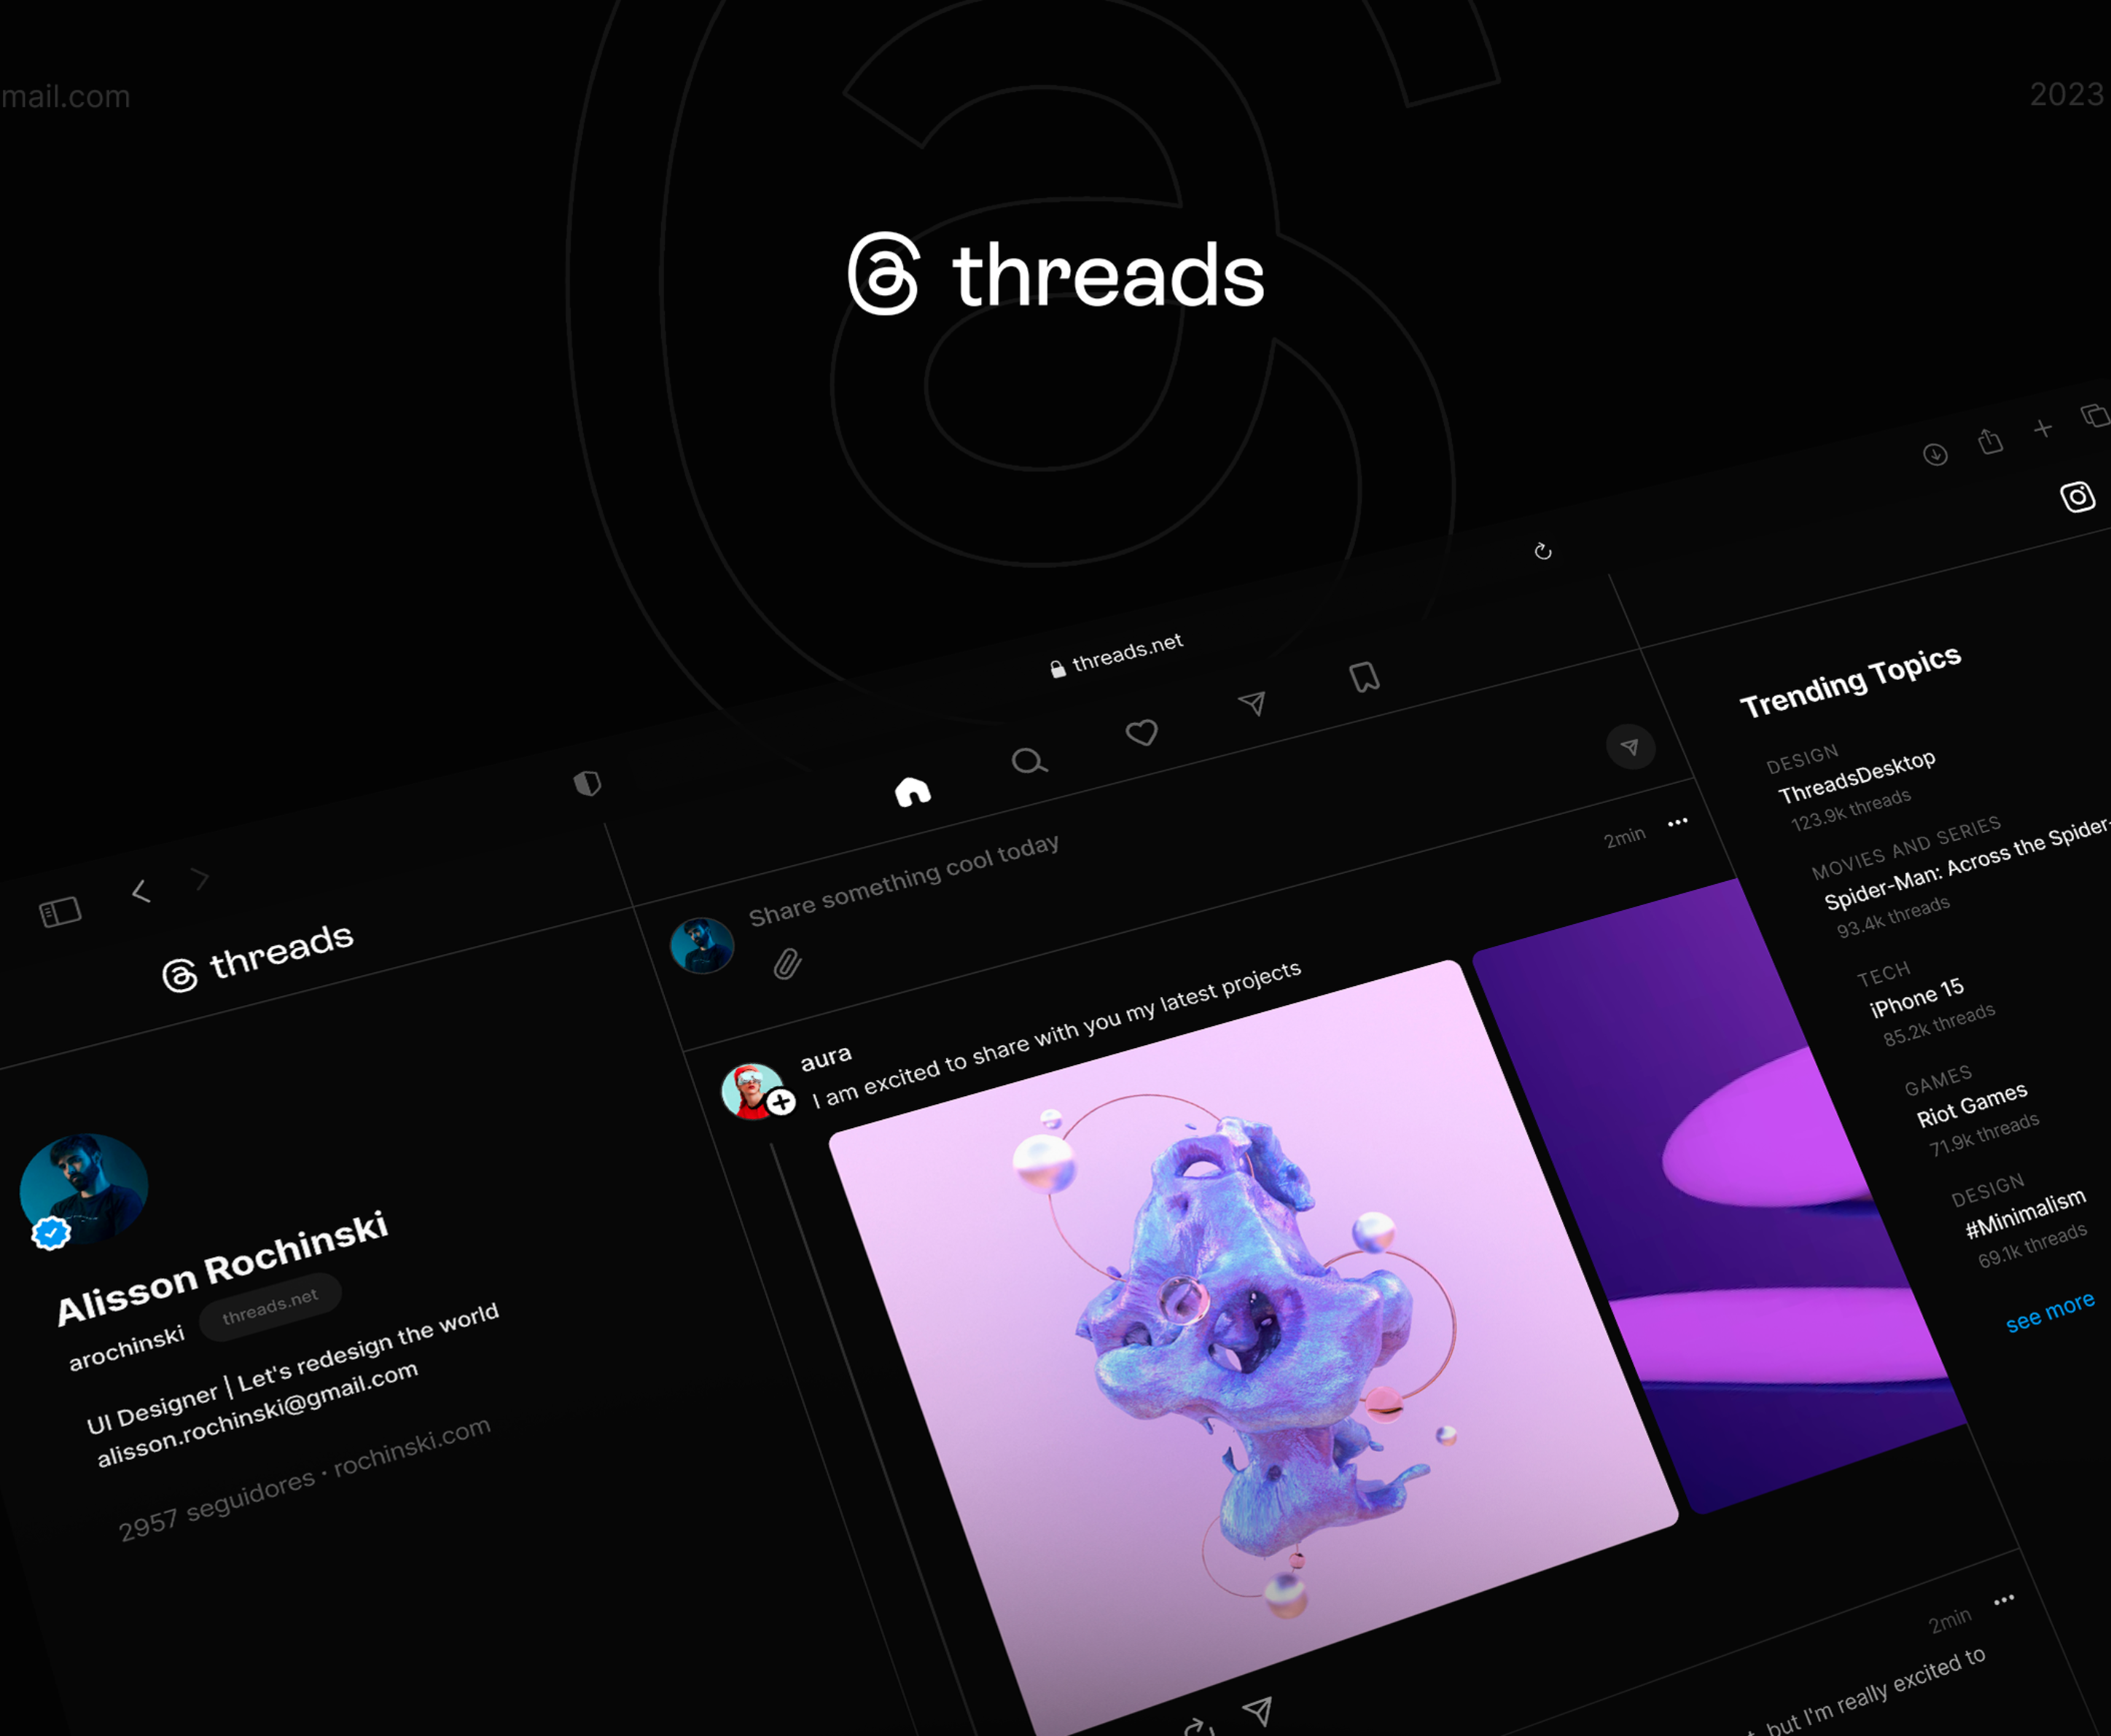 mail.com
2023
threads
threads.net
threads
Alisson Rochinski
arochinski threads.net
UI Designer | Let's redesign the world
alisson.rochinski@gmail.com
2957 seguidores · rochinski.com
Share something cool today
aura
2min
I am excited to share with you my latest projects
2min
, but I'm really excited to
Trending Topics
DESIGN
ThreadsDesktop
123.9k threads
MOVIES AND SERIES
Spider-Man: Across the Spider-
93.4k threads
TECH
iPhone 15
85.2k threads
GAMES
Riot Games
71.9k threads
DESIGN
#Minimalism
69.1k threads
see more